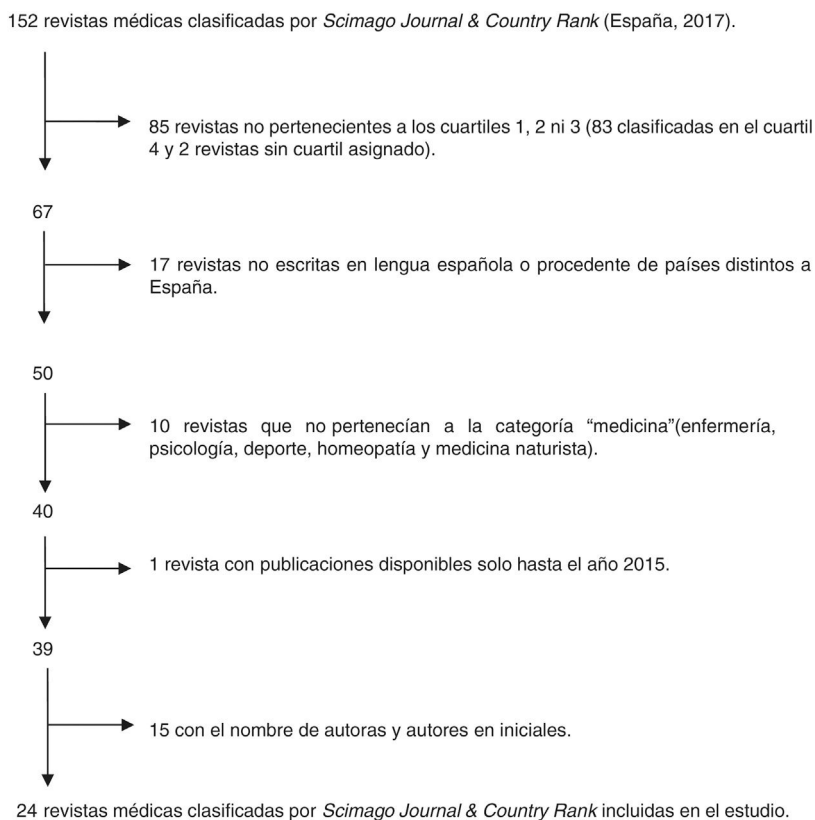 152 revistas médicas clasificadas por Scimago Journal & Country Rank (España, 2017).
85 revistas no pertenecientes a los cuartiles 1, 2 ni 3 (83 clasificadas en el cuartil
4 y 2 revistas sin cuartil asignado).
67
17 revistas no escritas en lengua española o procedente de países distintos a
España.
50
10 revistas que no pertenecían a la categoría “medicina”(enfermería,
psicología, deporte, homeopatía y medicina naturista).
40
1 revista con publicaciones disponibles solo hasta el año 2015.
39
15 con el nombre de autoras y autores en iniciales.
24 revistas médicas clasificadas por Scimago Journal & Country Rank incluidas en el estudio.